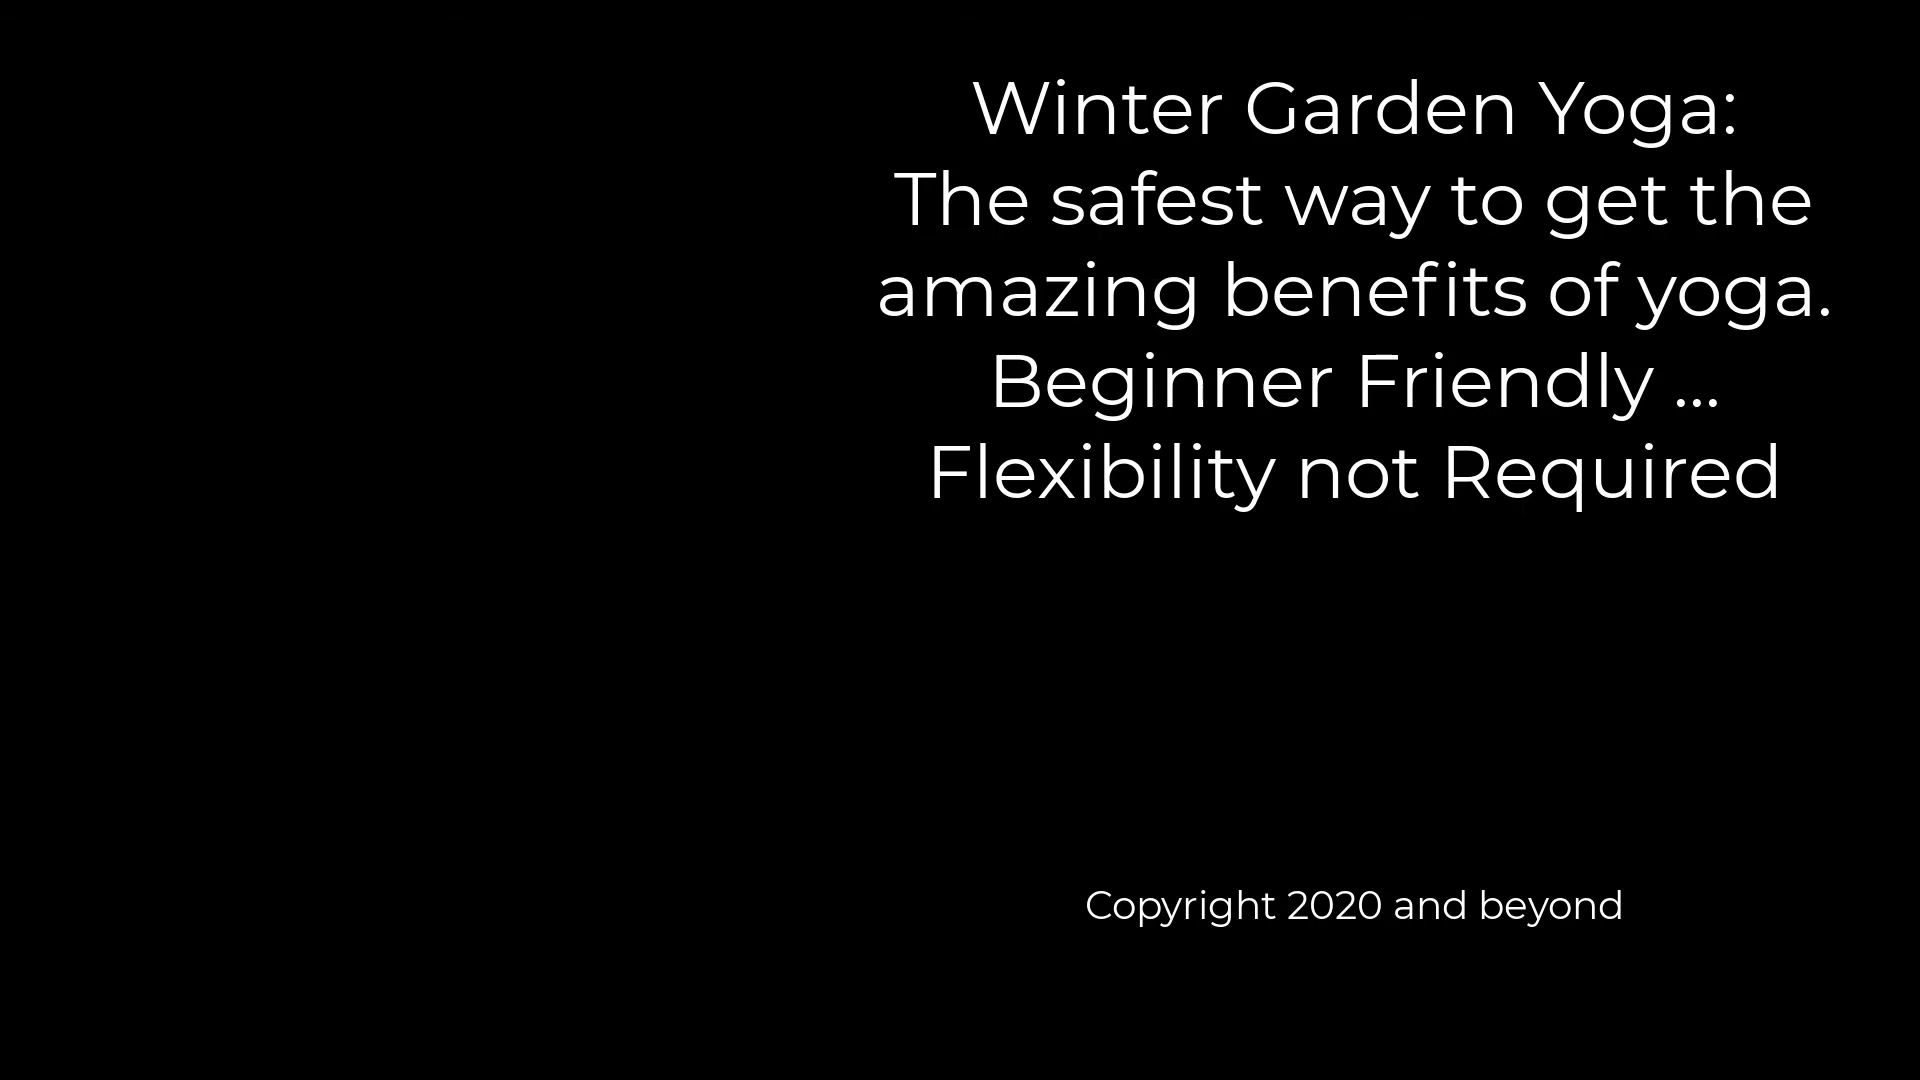 Winter Garden Yoga:
The safest way to get the
amazing benefits of yoga.
Beginner Friendly ...
Flexibility not Required
Copyright 2020 and beyond